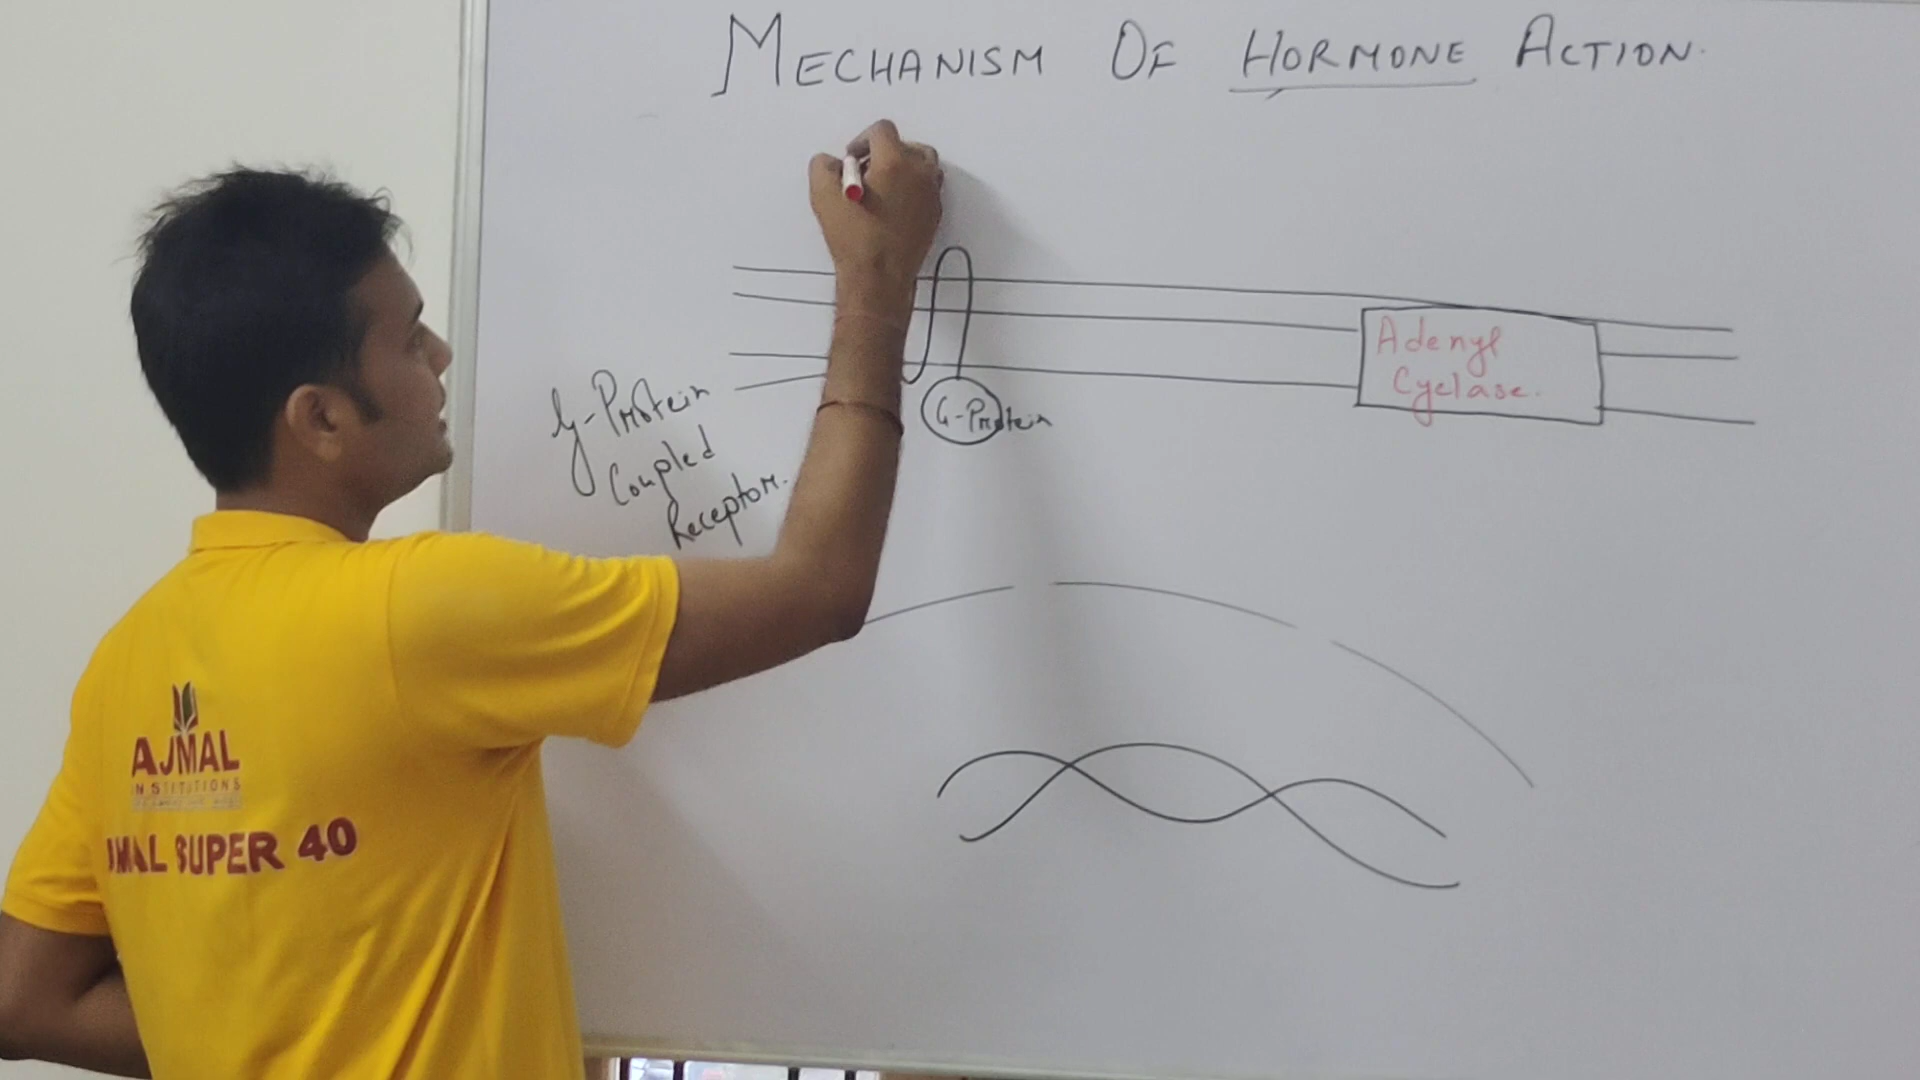 MECHANISM OF HORMONE ACTION.
Adenyl
Cyclase.
G-Protein
Coupled
Receptor.
G-Protein
AJMAL
INSTITUTIONS
SUPER 40